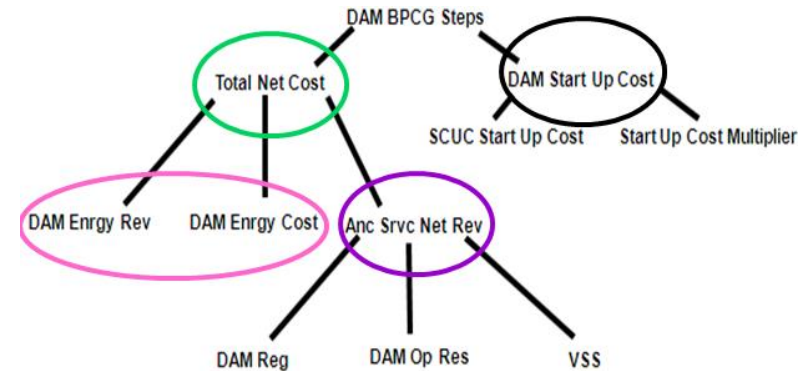 DAM BPCG Steps
Total Net Cost
DAM Start Up Cost
SCUC Start Up Cost
Start Up Cost Multiplier
DAM Enrgy Rev
DAM Enrgy Cost
Anc Srvc Net Rev
DAM Reg
DAM Op Res
VSS